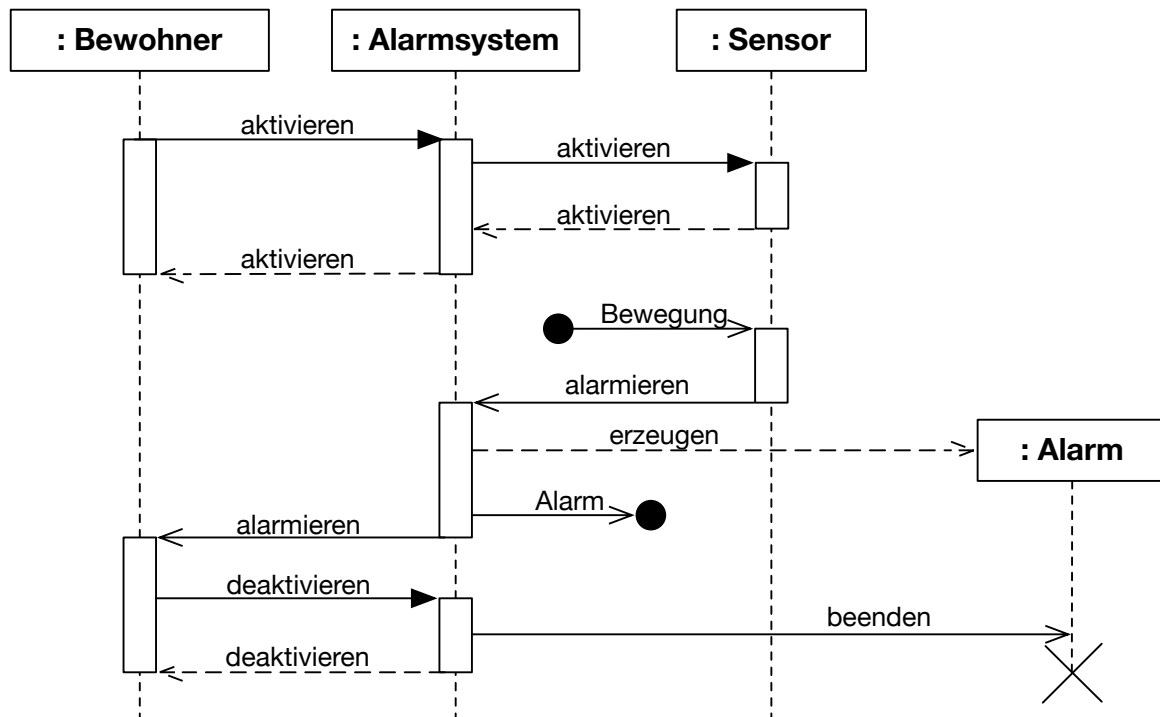 : Bewohner
: Alarmsystem
: Sensor
aktivieren
aktivieren
aktivieren
aktivieren
Bewegung
alarmieren
erzeugen
: Alarm
Alarm
alarmieren
deaktivieren
beenden
deaktivieren